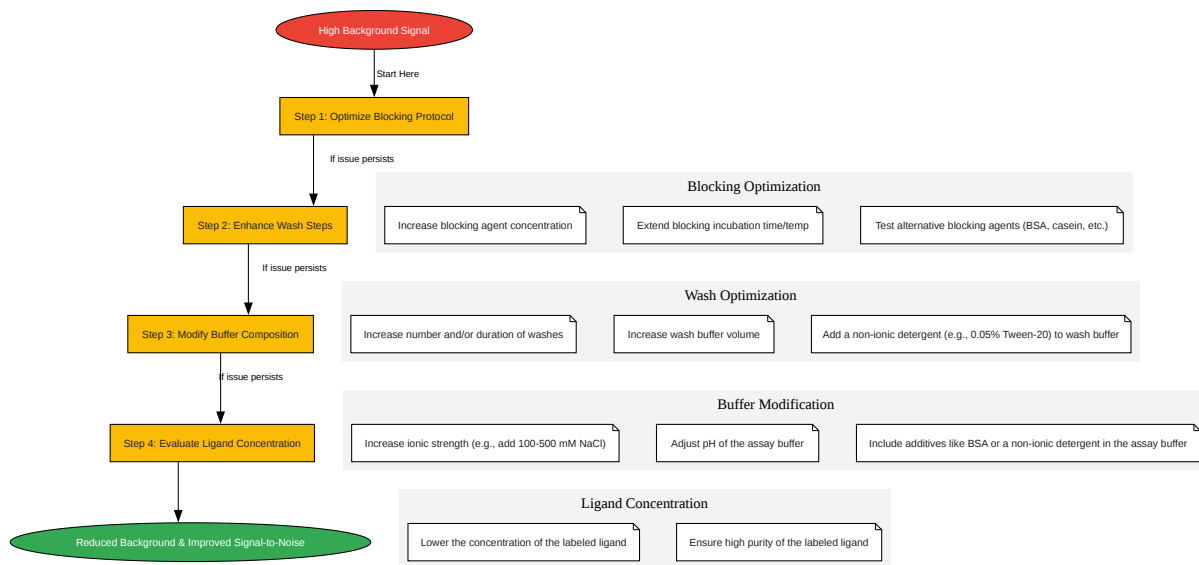 High Background Signal
Start Here
Step 1: Optimize Blocking Protocol
If issue persists
Blocking Optimization
Step 2: Enhance Wash Steps
Increase blocking agent concentration
Extend blocking incubation time/temp
Test alternative blocking agents (BSA, casein, etc.)
If issue persists
Wash Optimization
Step 3: Modify Buffer Composition
Increase number and/or duration of washes
Increase wash buffer volume
Add a non-ionic detergent (e.g., 0.05% Tween-20) to wash buffer
If issue persists
Buffer Modification
Step 4: Evaluate Ligand Concentration
Increase ionic strength (e.g., add 100-500 mM NaCl)
Adjust pH of the assay buffer
Include additives like BSA or a non-ionic detergent in the assay buffer
Ligand Concentration
Reduced Background & Improved Signal-to-Noise
Lower the concentration of the labeled ligand
Ensure high purity of the labeled ligand